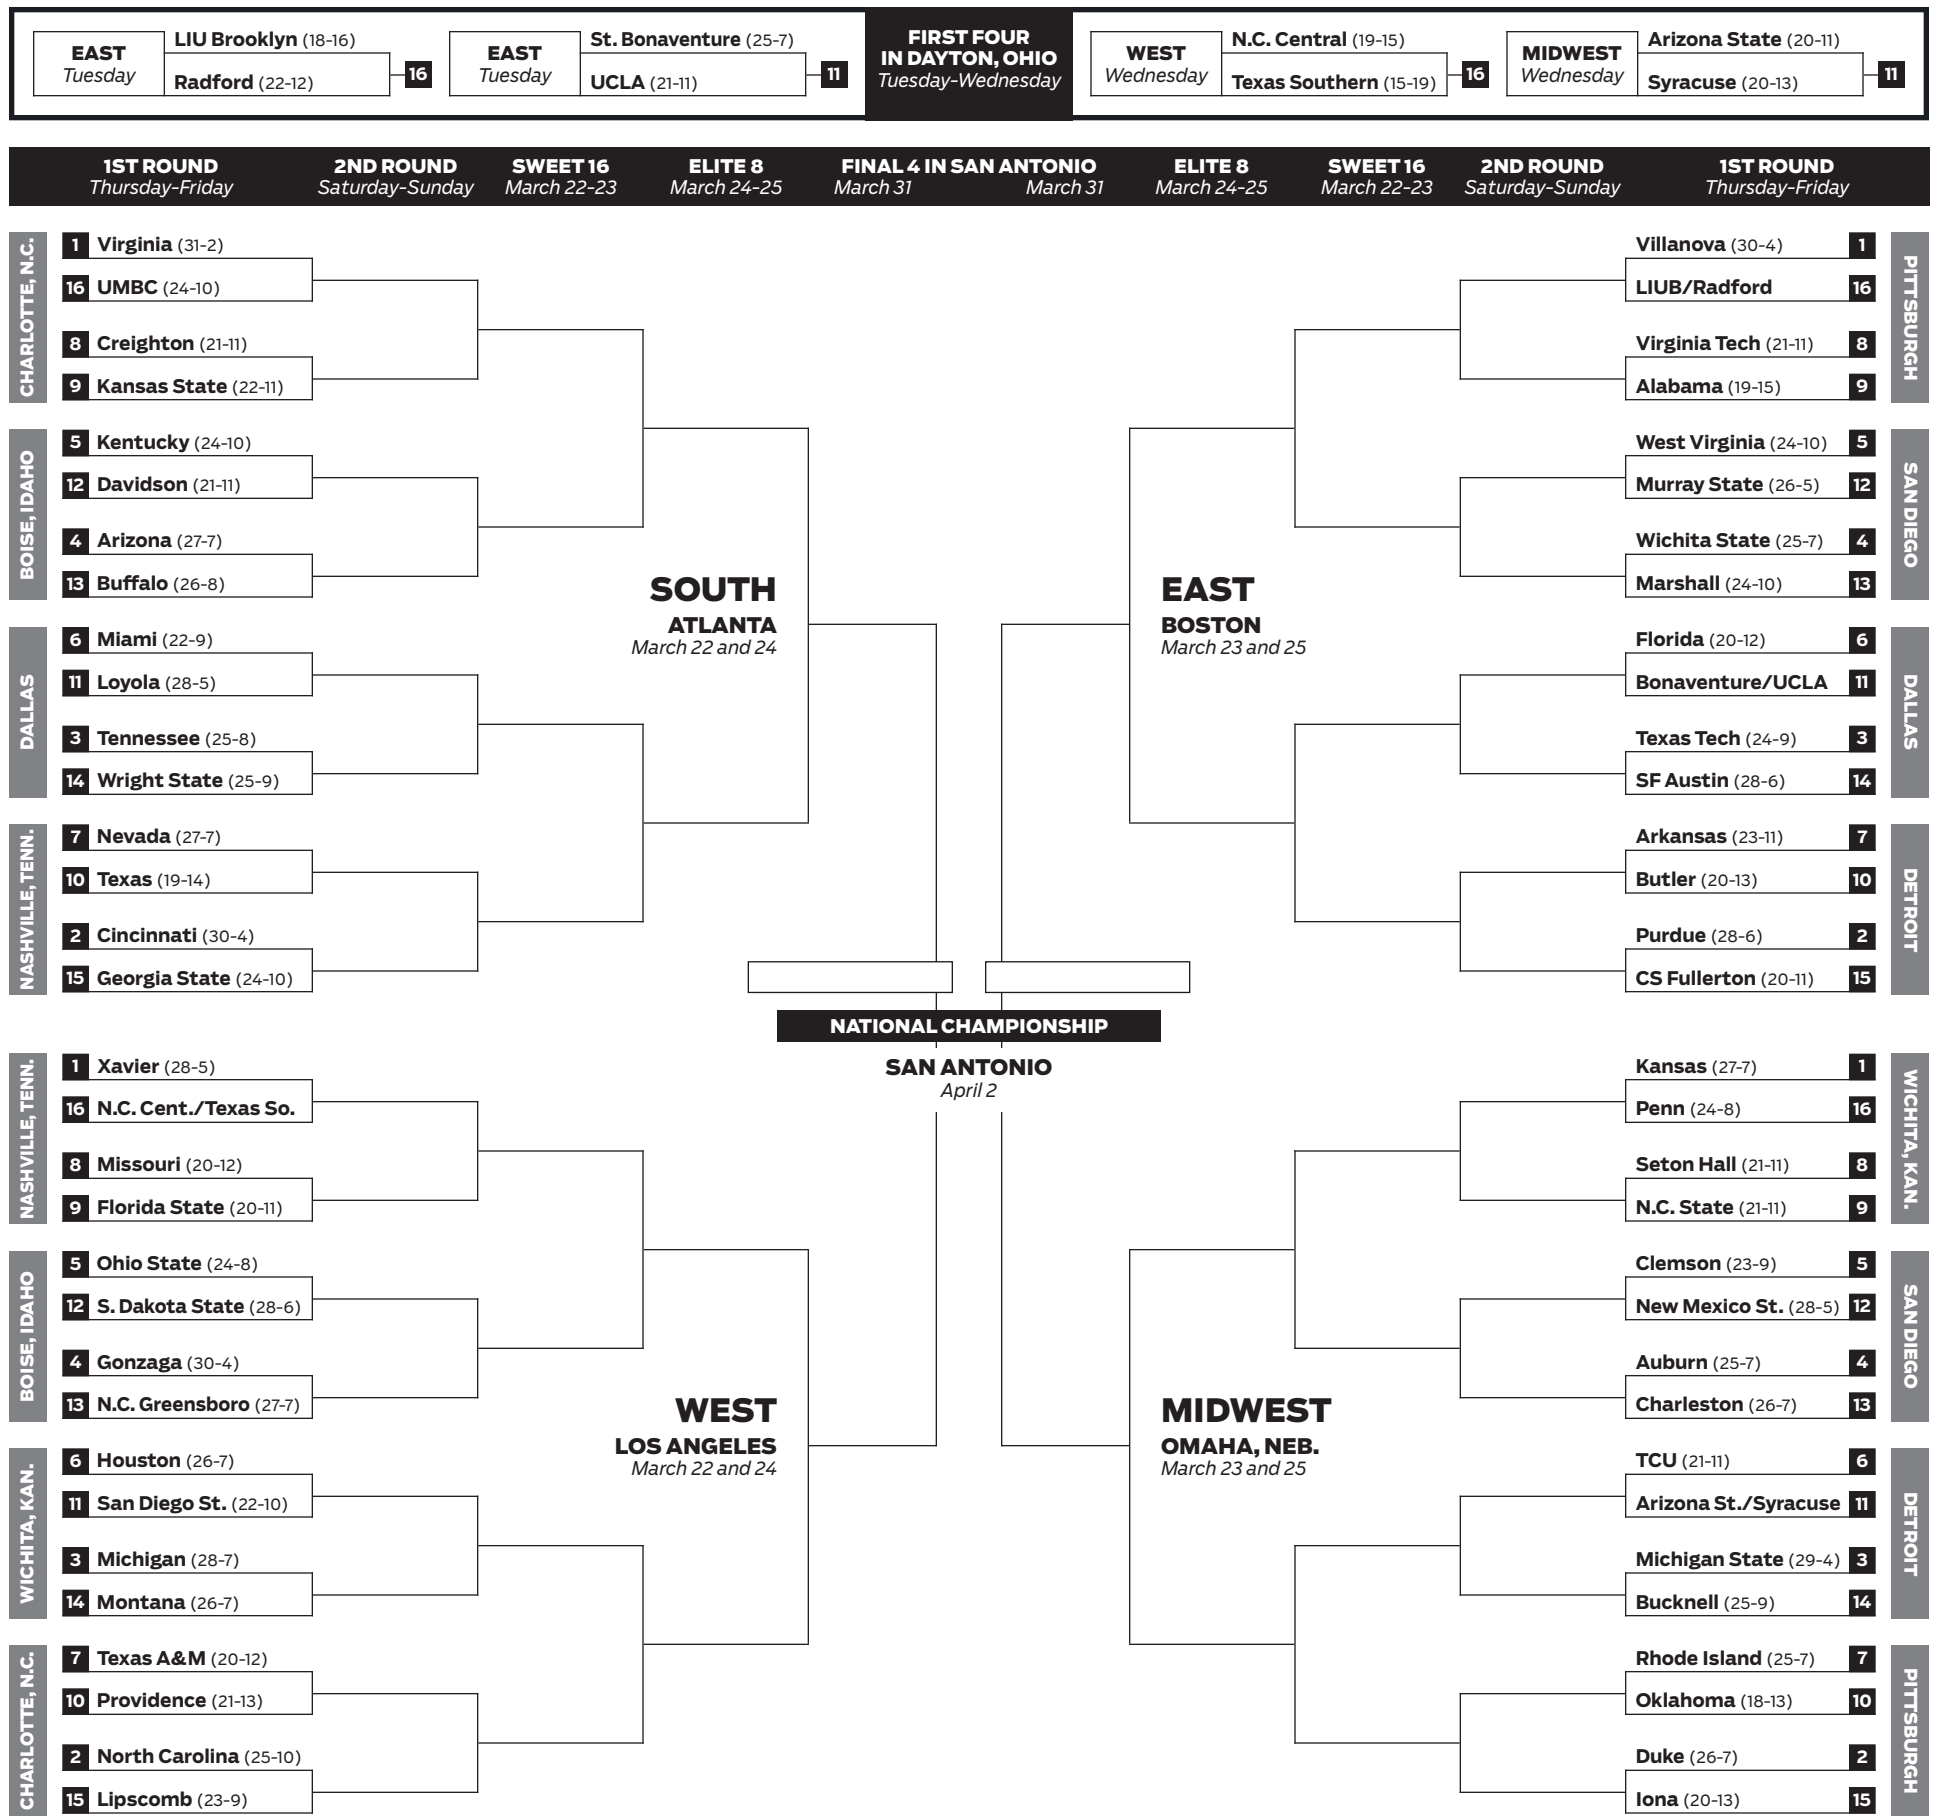 EAST
Tuesday
LIU Brooklyn (18-16)
Radford (22-12)
16
EAST
Tuesday
St. Bonaventure (25-7)
UCLA (21-11)
11
FIRST FOUR
IN DAYTON, OHIO
Tuesday-Wednesday
WEST
Wednesday
N.C. Central (19-15)
Texas Southern (15-19)
16
MIDWEST
Wednesday
Arizona State (20-11)
Syracuse (20-13)
11
1ST ROUND
Thursday-Friday
2ND ROUND
Saturday-Sunday
SWEET 16
March 22-23
ELITE 8
March 24-25
FINAL 4 IN SAN ANTONIO
March 31 March 31
ELITE 8
March 24-25
SWEET 16
March 22-23
2ND ROUND
Saturday-Sunday
1ST ROUND
Thursday-Friday
CHARLOTTE, N.C.
1 Virginia (31-2)
16 UMBC (24-10)
8 Creighton (21-11)
9 Kansas State (22-11)
BOISE, IDAHO
5 Kentucky (24-10)
12 Davidson (21-11)
4 Arizona (27-7)
13 Buffalo (26-8)
DALLAS
6 Miami (22-9)
11 Loyola (28-5)
3 Tennessee (25-8)
14 Wright State (25-9)
NASHVILLE, TENN.
7 Nevada (27-7)
10 Texas (19-14)
2 Cincinnati (30-4)
15 Georgia State (24-10)
SOUTH
ATLANTA
March 22 and 24
EAST
BOSTON
March 23 and 25
Villanova (30-4) 1
LIUB/Radford 16
Virginia Tech (21-11) 8
Alabama (19-15) 9
PITTSBURGH
West Virginia (24-10) 5
Murray State (26-5) 12
Wichita State (25-7) 4
Marshall (24-10) 13
SAN DIEGO
Florida (20-12) 6
Bonaventure/UCLA 11
Texas Tech (24-9) 3
SF Austin (28-6) 14
DALLAS
Arkansas (23-11) 7
Butler (20-13) 10
Purdue (28-6) 2
CS Fullerton (20-11) 15
DETROIT
NATIONAL CHAMPIONSHIP
SAN ANTONIO
April 2
NASHVILLE, TENN.
1 Xavier (28-5)
16 N.C. Cent./Texas So.
8 Missouri (20-12)
9 Florida State (20-11)
BOISE, IDAHO
5 Ohio State (24-8)
12 S. Dakota State (28-6)
4 Gonzaga (30-4)
13 N.C. Greensboro (27-7)
WICHITA, KAN.
6 Houston (26-7)
11 San Diego St. (22-10)
3 Michigan (28-7)
14 Montana (26-7)
CHARLOTTE, N.C.
7 Texas A&M (20-12)
10 Providence (21-13)
2 North Carolina (25-10)
15 Lipscomb (23-9)
WEST
LOS ANGELES
March 22 and 24
MIDWEST
OMAHA, NEB.
March 23 and 25
Kansas (27-7) 1
Penn (24-8) 16
Seton Hall (21-11) 8
N.C. State (21-11) 9
WICHITA, KAN.
Clemson (23-9) 5
New Mexico St. (28-5) 12
Auburn (25-7) 4
Charleston (26-7) 13
SAN DIEGO
TCU (21-11) 6
Arizona St./Syracuse 11
Michigan State (29-4) 3
Bucknell (25-9) 14
DETROIT
Rhode Island (25-7) 7
Oklahoma (18-13) 10
Duke (26-7) 2
Iona (20-13) 15
PITTSBURGH